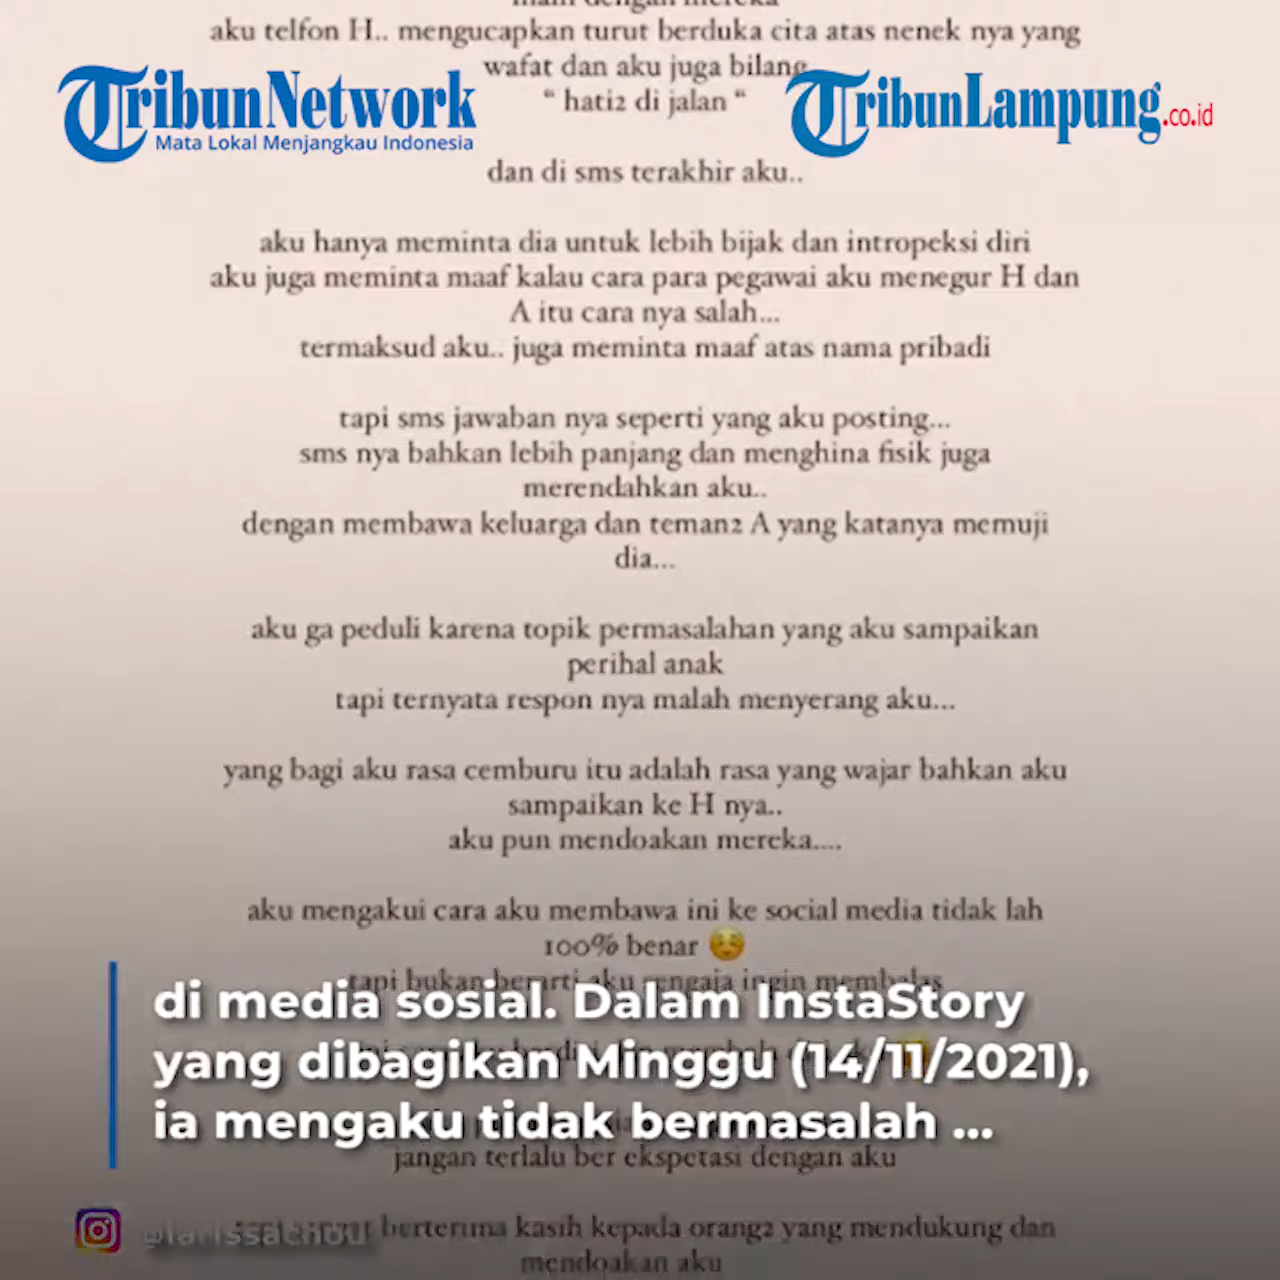 aku telfon H.. mengucapkan turut berduka cita atas nenek nya yang
wafat dan aku juga bilang
“ hati2 di jalan “
TribunNetwork
Mata Lokal Menjangkau Indonesia
TribunLampung.co.id
dan di sms terakhir aku..
aku hanya meminta dia untuk lebih bijak dan intropeksi diri
aku juga meminta maaf kalau cara para pegawai aku menegur H dan
A itu cara nya salah...
termaksud aku.. juga meminta maaf atas nama pribadi
tapi sms jawaban nya seperti yang aku posting...
sms nya bahkan lebih panjang dan menghina fisik juga
merendahkan aku..
dengan membawa keluarga dan teman2 A yang katanya memuji
dia...
aku ga peduli karena topik permasalahan yang aku sampaikan
perihal anak
tapi ternyata respon nya malah menyerang aku...
yang bagi aku rasa cemburu itu adalah rasa yang wajar bahkan aku
sampaikan ke H nya..
aku pun mendoakan mereka....
aku mengakui cara aku membawa ini ke social media tidak lah
100% benar ☺️
tapi bukan berarti aku sengaja ingin membalas
di media sosial. Dalam InstaStory
yang dibagikan Minggu (14/11/2021),
ia mengaku tidak bermasalah ...
jangan terlalu ber ekspetasi dengan aku
berterima kasih kepada orang2 yang mendukung dan
@larissachou
mendoakan aku